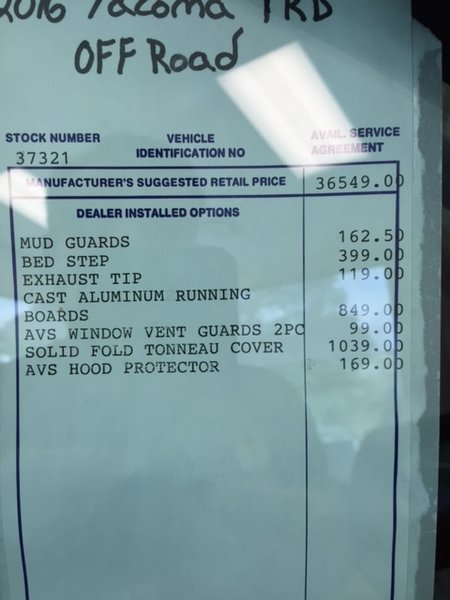 2016 Tacoma TRD
OFF Road
STOCK NUMBER VEHICLE IDENTIFICATION NO AVAIL. SERVICE AGREEMENT
37321
MANUFACTURER'S SUGGESTED RETAIL PRICE 36549.00
DEALER INSTALLED OPTIONS
MUD GUARDS 162.50
BED STEP 399.00
EXHAUST TIP 119.00
CAST ALUMINUM RUNNING
BOARDS 849.00
AVS WINDOW VENT GUARDS 2PC 99.00
SOLID FOLD TONNEAU COVER 1039.00
AVS HOOD PROTECTOR 169.00